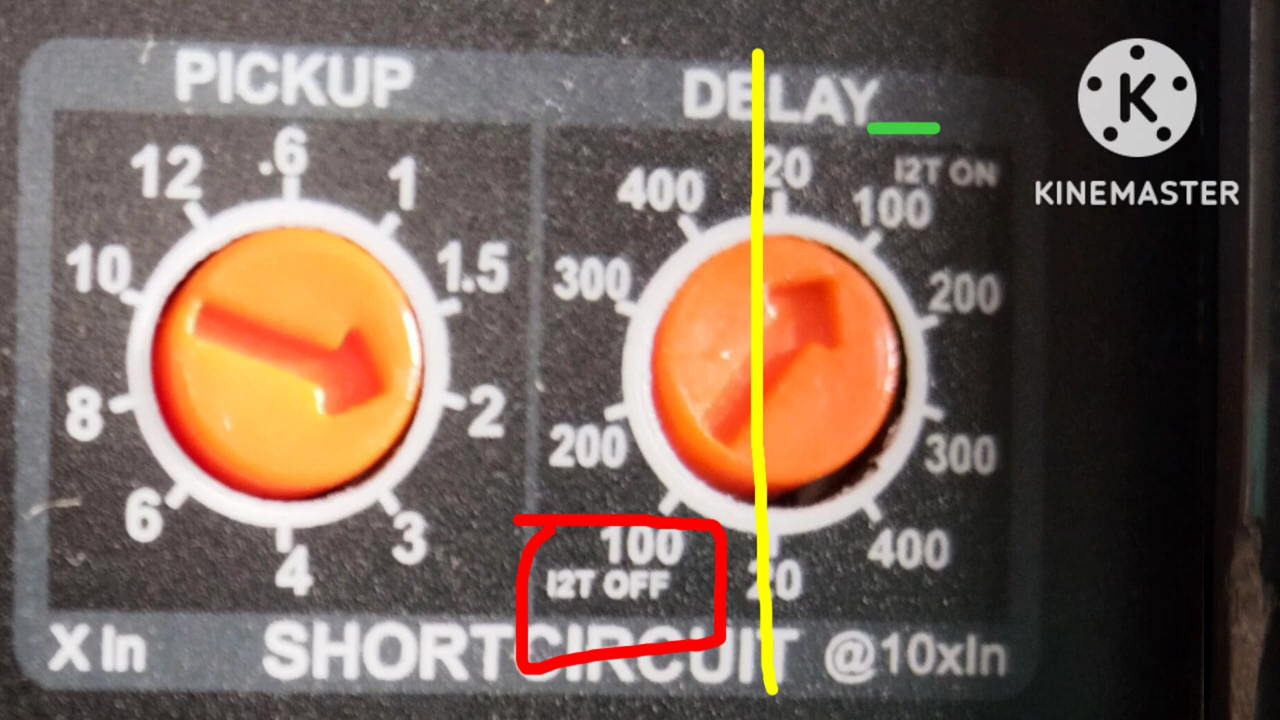 PICKUP
DELAY
.6
1
1.5
2
3
4
6
8
10
12
20
I2T ON
100
200
300
400
20
100
I2T OFF
200
300
400
X In
SHORTCIRCUIT
@10xIn
K
KINEMASTER